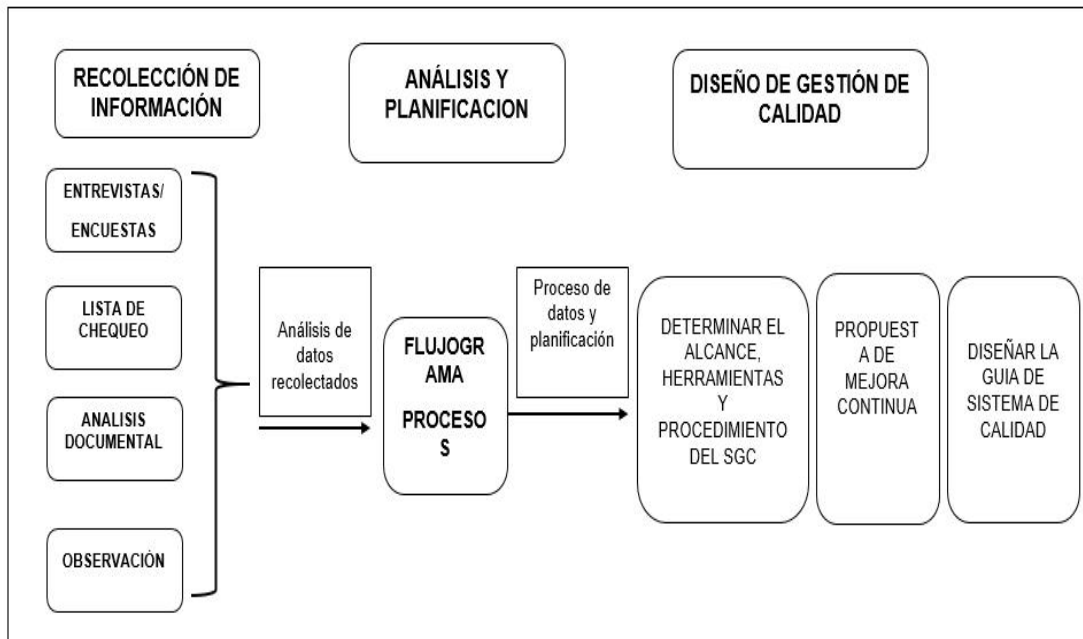 RECOLECCIÓN DE
INFORMACIÓN
ANÁLISIS Y
PLANIFICACION
DISEÑO DE GESTIÓN DE
CALIDAD
ENTREVISTAS/
ENCUESTAS
LISTA DE
CHEQUEO
ANALISIS
DOCUMENTAL
OBSERVACIÓN
Análisis de
datos
recolectados
FLUJOGR
AMA
PROCESO
S
Proceso de
datos y
planificación
DETERMINAR EL
ALCANCE,
HERRAMIENTAS
Y
PROCEDIMIENTO
DEL SGC
PROPUEST
A DE
MEJORA
CONTINUA
DISEÑAR LA
GUIA DE
SISTEMA DE
CALIDAD